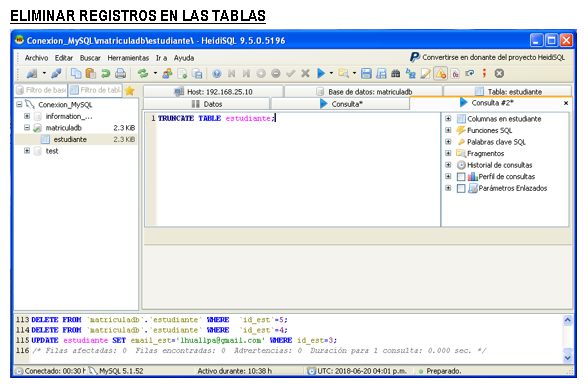 ELIMINAR REGISTROS EN LAS TABLAS
Conexion_MySQL\matriculadb\estudiante\ - HeidiSQL 9.5.0.5196
Archivo Editar Buscar Herramientas Ir a Ayuda
Convertirse en donante del proyecto HeidiSQL
Filtro de base
Filtro de tabl
Host: 192.168.25.10
Base de datos: matriculadb
Tabla: estudiante
Conexion_MySQL
information_...
matriculadb 2.3 KiB
estudiante 2.3 KiB
test
Datos
Consulta*
Consulta #2*
1 TRUNCATE TABLE estudiante;
Columnas en estudiante
Funciones SQL
Palabras clave SQL
Fragmentos
Historial de consultas
Perfil de consultas
Parámetros Enlazados
113 DELETE FROM `matriculadb`.`estudiante` WHERE `id_est`=5;
114 DELETE FROM `matriculadb`.`estudiante` WHERE `id_est`=4;
115 UPDATE estudiante SET email_est='lhuallpa@gmail.com' WHERE id_est=3;
116 /* Filas afectadas: 0 Filas encontradas: 0 Advertencias: 0 Duración para 1 consulta: 0.000 sec. */
Conectado: 00:30 h
MySQL 5.1.52
Activo durante: 10:38 h
UTC: 2018-06-20 04:01 p.m.
Preparado.